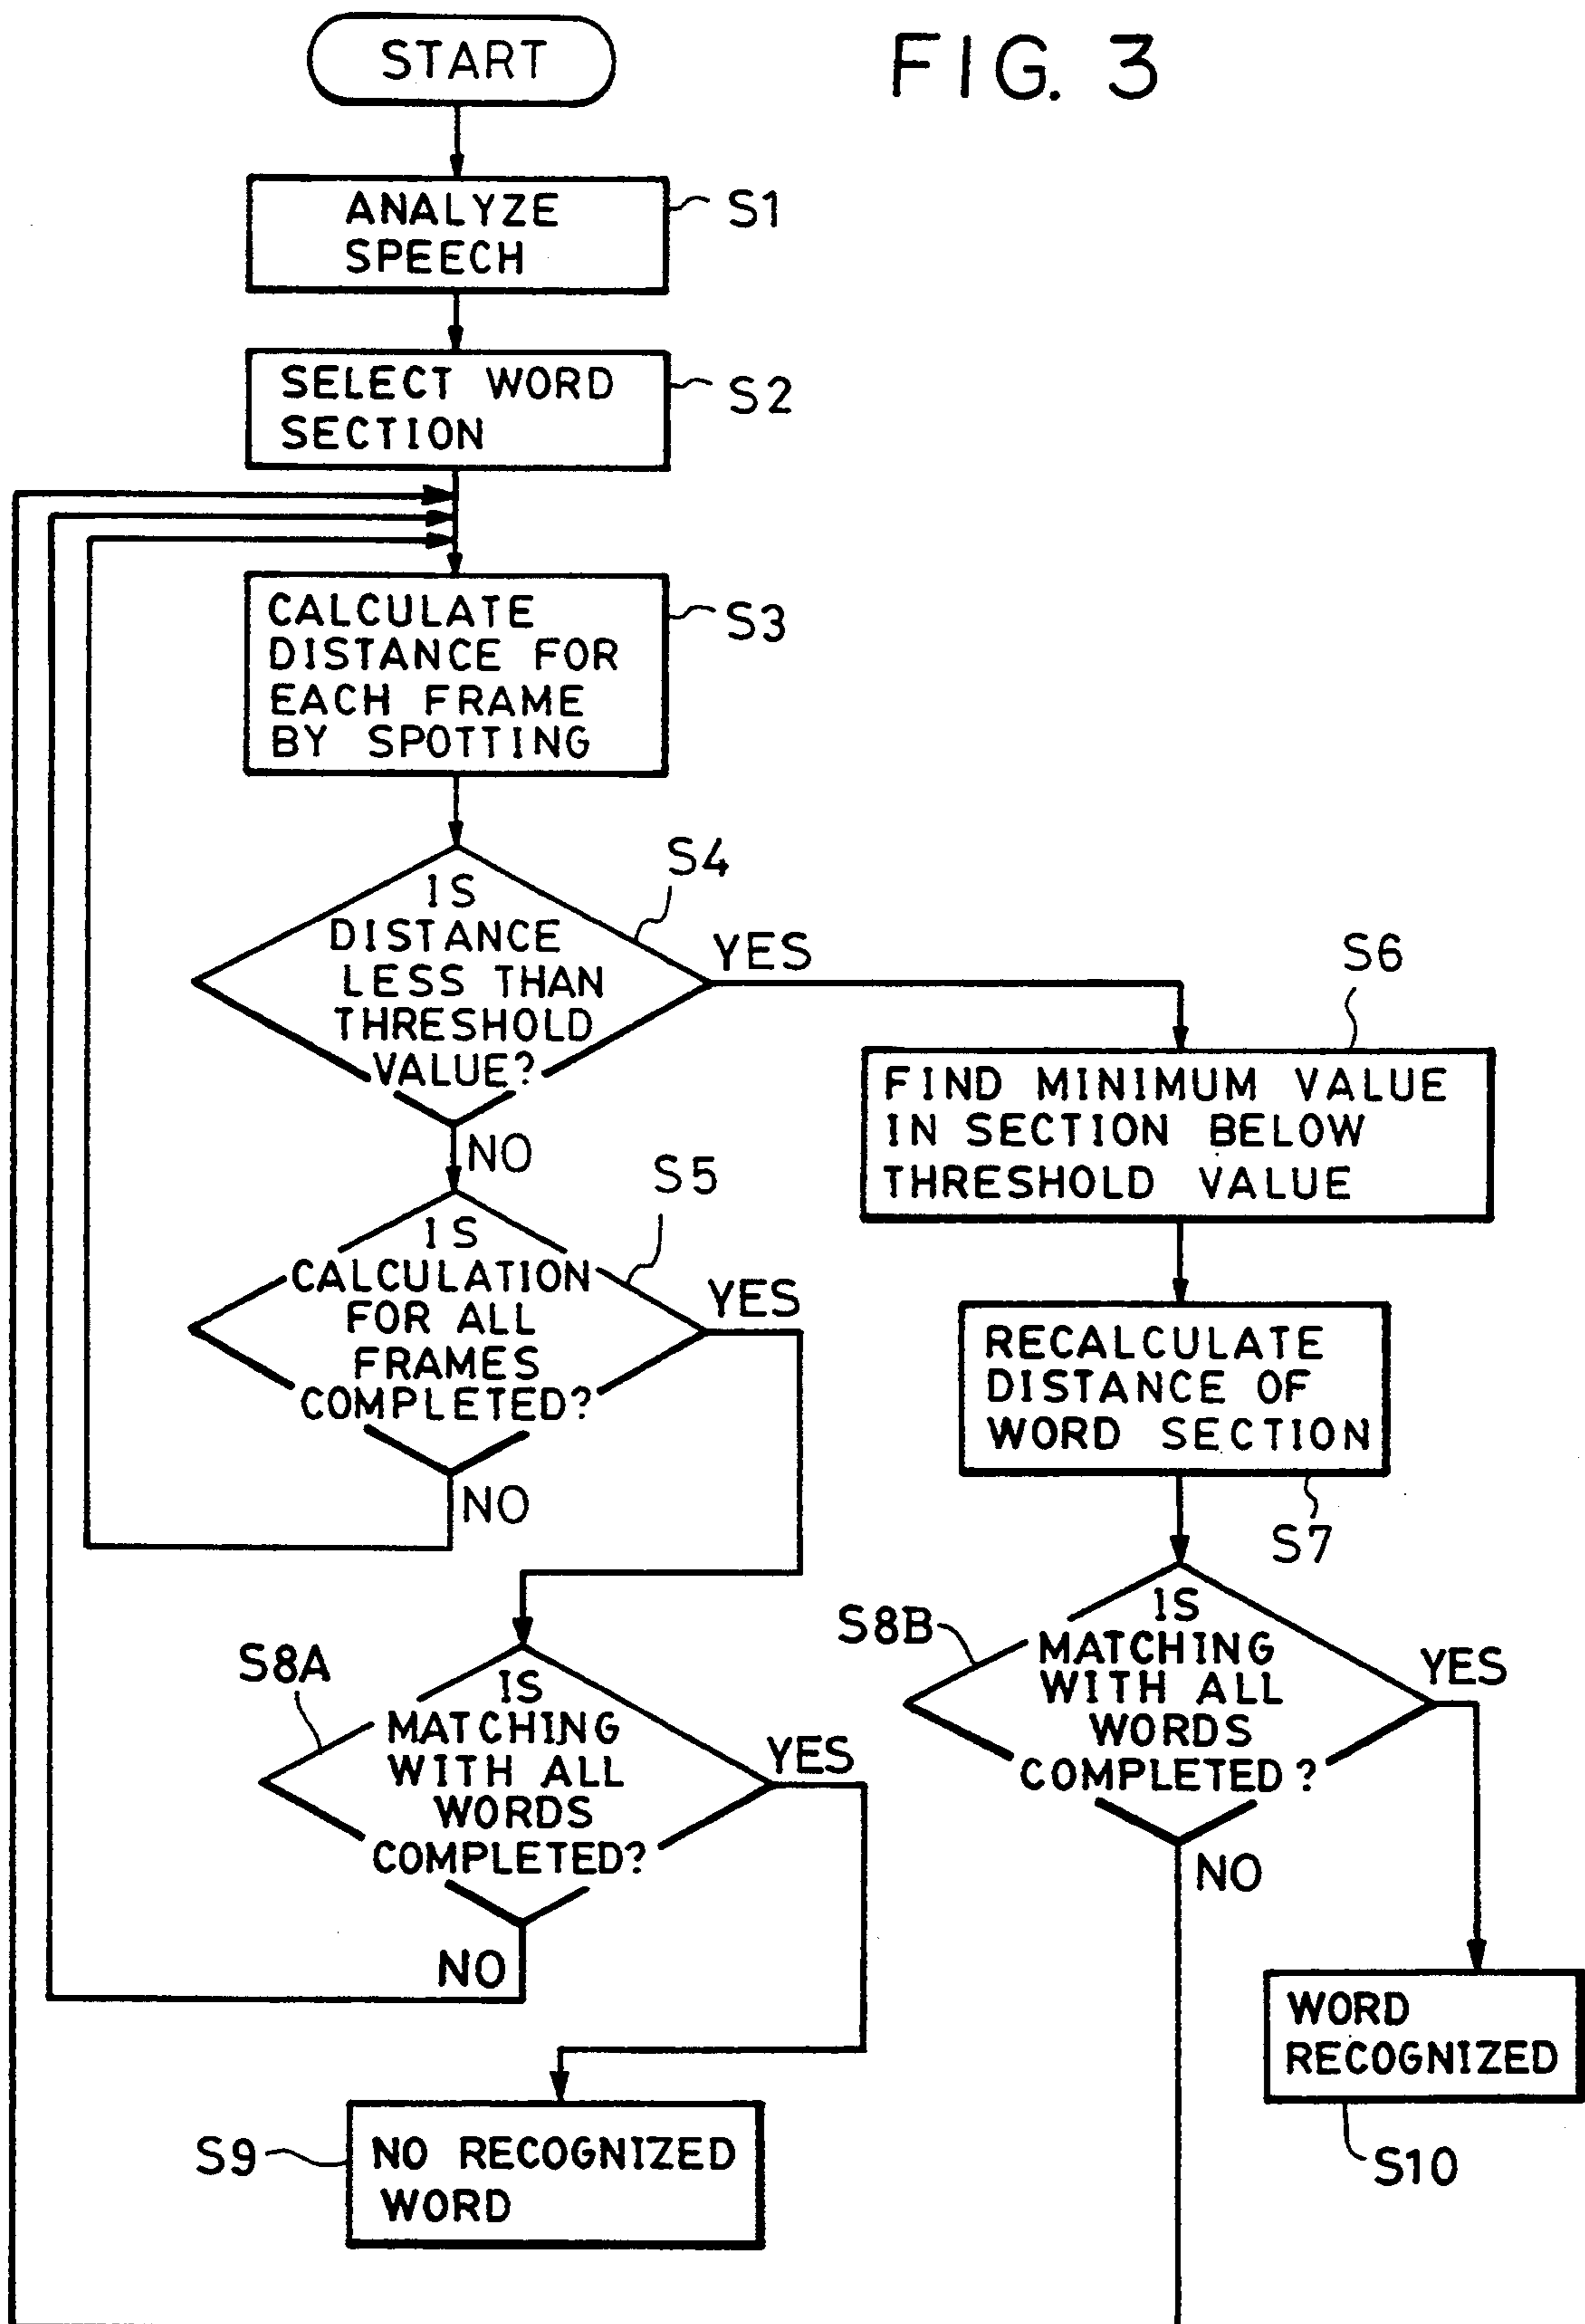 START
FIG. 3
ANALYZE
SPEECH
S1
SELECT WORD
SECTION
S2
CALCULATE
DISTANCE FOR
EACH FRAME
BY SPOTTING
S3
IS
DISTANCE
LESS THAN
THRESHOLD
VALUE?
S4
YES
NO
IS
CALCULATION
FOR ALL
FRAMES
COMPLETED?
S5
YES
NO
S6
FIND MINIMUM VALUE
IN SECTION BELOW
THRESHOLD VALUE
RECALCULATE
DISTANCE OF
WORD SECTION
S7
S8A
IS
MATCHING
WITH ALL
WORDS
COMPLETED?
YES
NO
S8B
IS
MATCHING
WITH ALL
WORDS
COMPLETED ?
YES
NO
S9
NO RECOGNIZED
WORD
WORD
RECOGNIZED
S10